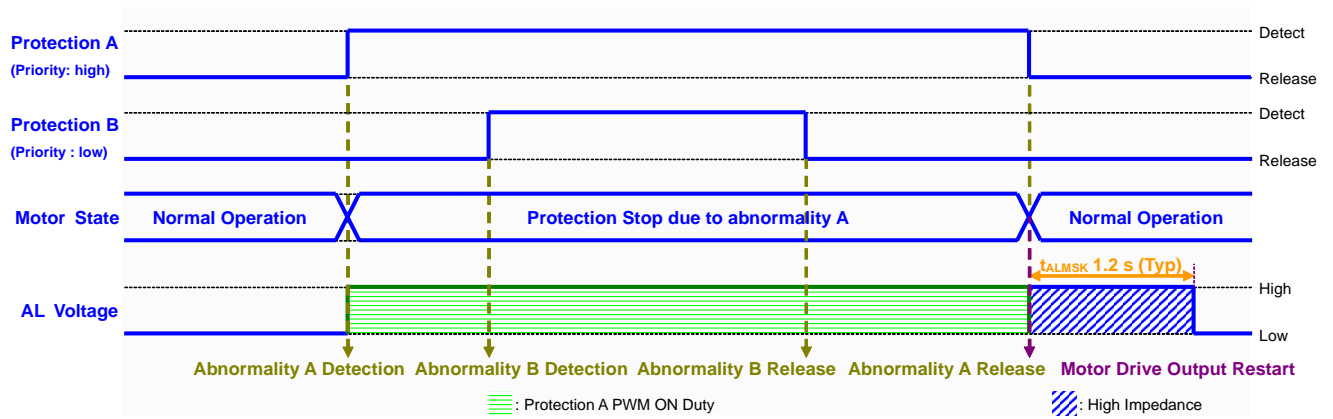 Protection A
(Priority: high)
Detect
Release
Protection B
(Priority : low)
Detect
Release
Motor State
Normal Operation
Protection Stop due to abnormality A
Normal Operation
tALMSK 1.2 s (Typ)
AL Voltage
High
Low
Abnormality A Detection
Abnormality B Detection
Abnormality B Release
Abnormality A Release
Motor Drive Output Restart
: Protection A PWM ON Duty
: High Impedance